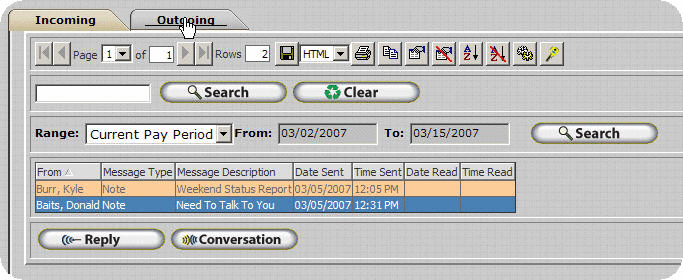 Incoming Outgoing
Page 1 of 1 Rows 2 HTML
Search Clear
Range: Current Pay Period From: 03/02/2007 To: 03/15/2007 Search
From Message Type Message Description Date Sent Time Sent Date Read Time Read
Burr, Kyle Note Weekend Status Report 03/05/2007 12:05 PM
Baits, Donald Note Need To Talk To You 03/05/2007 12:31 PM
Reply Conversation